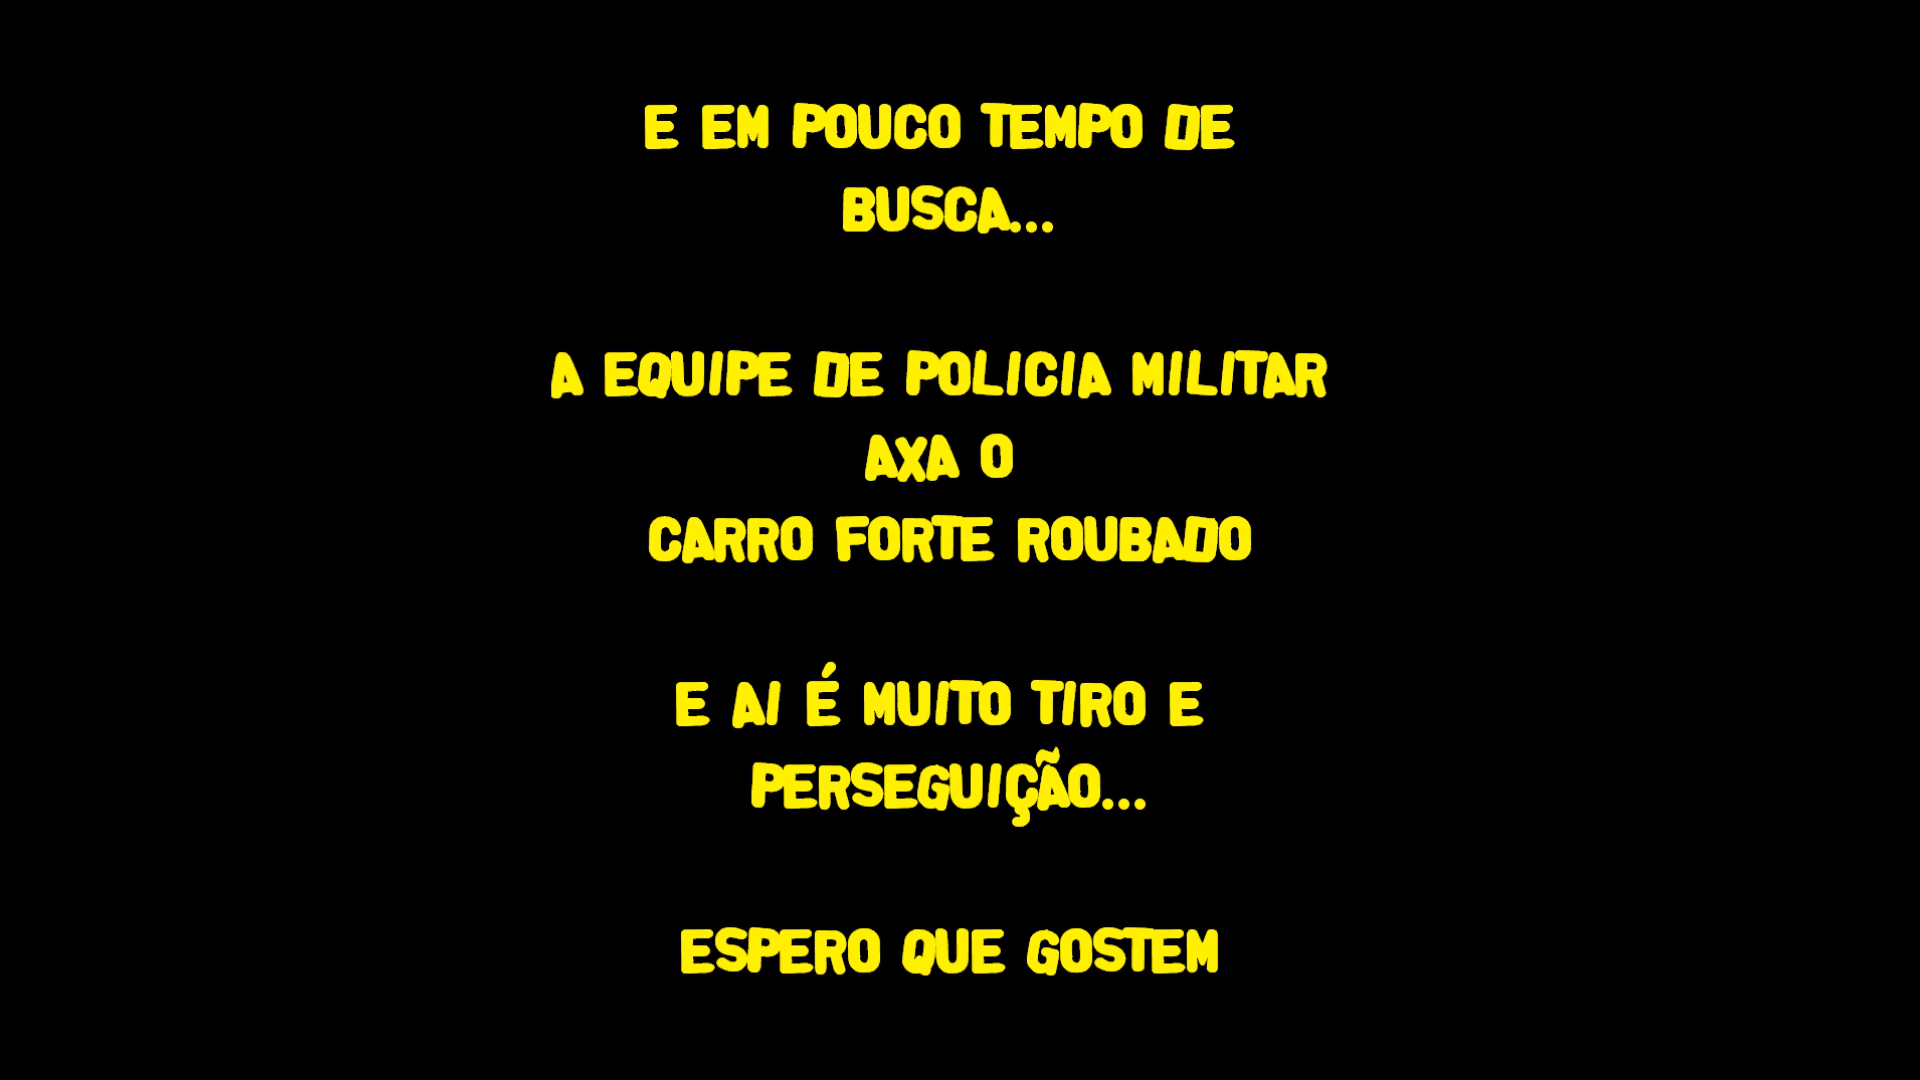 E EM POUCO TEMPO DE
BUSCA...
A EQUIPE DE POLICIA MILITAR
AXA O
CARRO FORTE ROUBADO
E AI É MUITO TIRO E
PERSEGUIÇÃO...
ESPERO QUE GOSTEM